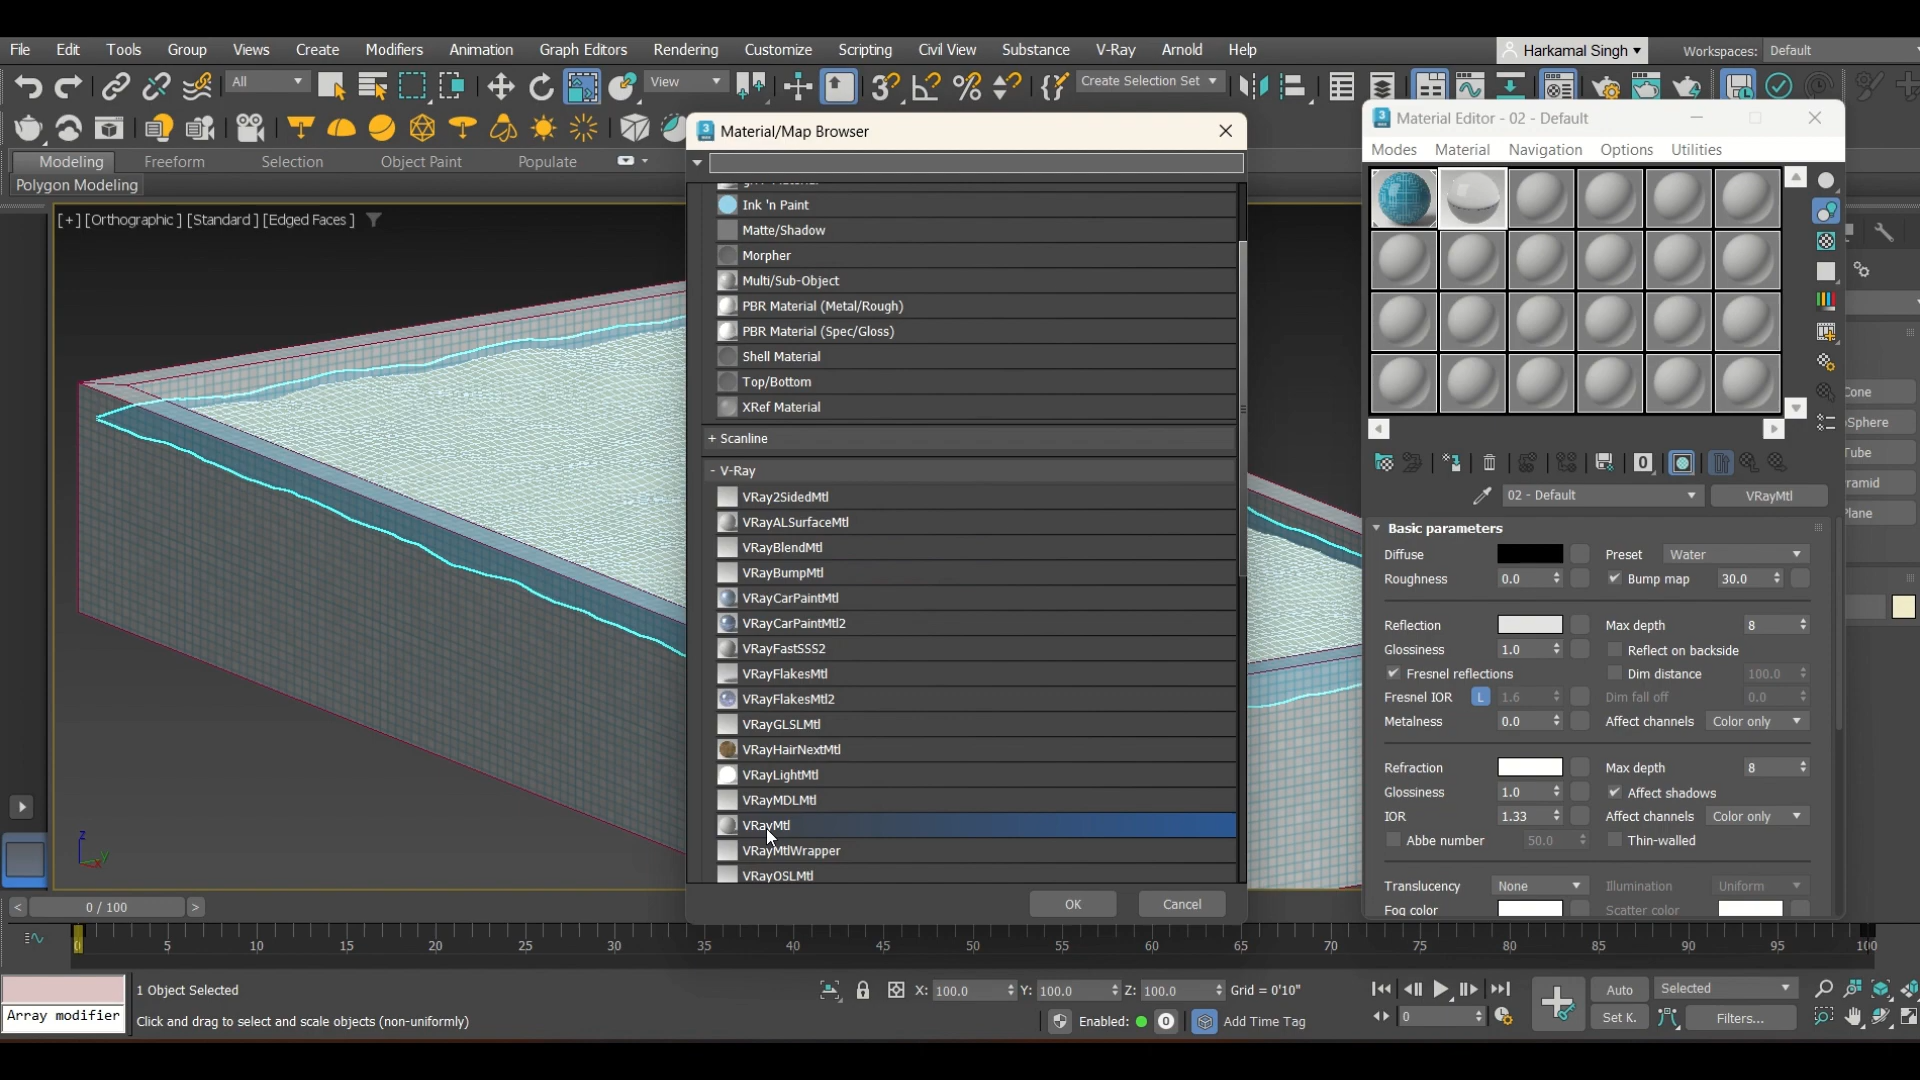 File Edit Tools Group Views Create Modifiers Animation Graph Editors Rendering Customize Scripting Civil View Substance V-Ray Arnold Help
Harkamal Singh
Workspaces: Default
All
View
Create Selection Set
Modeling Freeform Selection Object Paint Populate
Polygon Modeling
[+] [Orthographic ] [Standard ] [Edged Faces ]
3 Material/Map Browser
Ink 'n Paint
Matte/Shadow
Morpher
Multi/Sub-Object
PBR Material (Metal/Rough)
PBR Material (Spec/Gloss)
Shell Material
Top/Bottom
XRef Material
+ Scanline
- V-Ray
VRay2SidedMtl
VRayALSurfaceMtl
VRayBlendMtl
VRayBumpMtl
VRayCarPaintMtl
VRayCarPaintMtl2
VRayFastSSS2
VRayFlakesMtl
VRayFlakesMtl2
VRayGLSLMtl
VRayHairNextMtl
VRayLightMtl
VRayMDLMtl
VRayMtl
VRayMtlWrapper
VRayOSLMtl
OK Cancel
3 Material Editor - 02 - Default
Modes Material Navigation Options Utilities
02 - Default VRayMtl
Basic parameters
Diffuse Preset Water
Roughness 0.0 Bump map 30.0
Reflection Max depth 8
Glossiness 1.0 Reflect on backside
Fresnel reflections Dim distance 100.0
Fresnel IOR L 1.6 Dim fall off 0.0
Metalness 0.0 Affect channels Color only
Refraction Max depth 8
Glossiness 1.0 Affect shadows
IOR 1.33 Affect channels Color only
Abbe number 50.0 Thin-walled
Translucency None Illumination Uniform
Fog color Scatter color
Cone
Sphere
Tube
ramid
lane
z
y
< 0 / 100 >
0 5 10 15 20 25 30 35 40 45 50 55 60 65 70 75 80 85 90 95 100
1 Object Selected
X: 100.0 Y: 100.0 Z: 100.0 Grid = 0'10"
Auto Selected
Array modifier
Click and drag to select and scale objects (non-uniformly)
Enabled: 0 Add Time Tag
0
Set K. Filters...